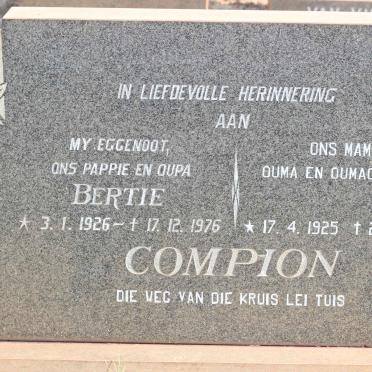 IN LIEFDEVOLLE HERINNERING
AAN
MY EGGENOOT,
ONS PAPPIE EN OUPA
BERTIE
★ 3. 1. 1926 – † 17. 12. 1976
ONS MAM
OUMA EN OUMAG
★ 17. 4. 1925 †
COMPION
DIE WEG VAN DIE KRUIS LEI TUIS